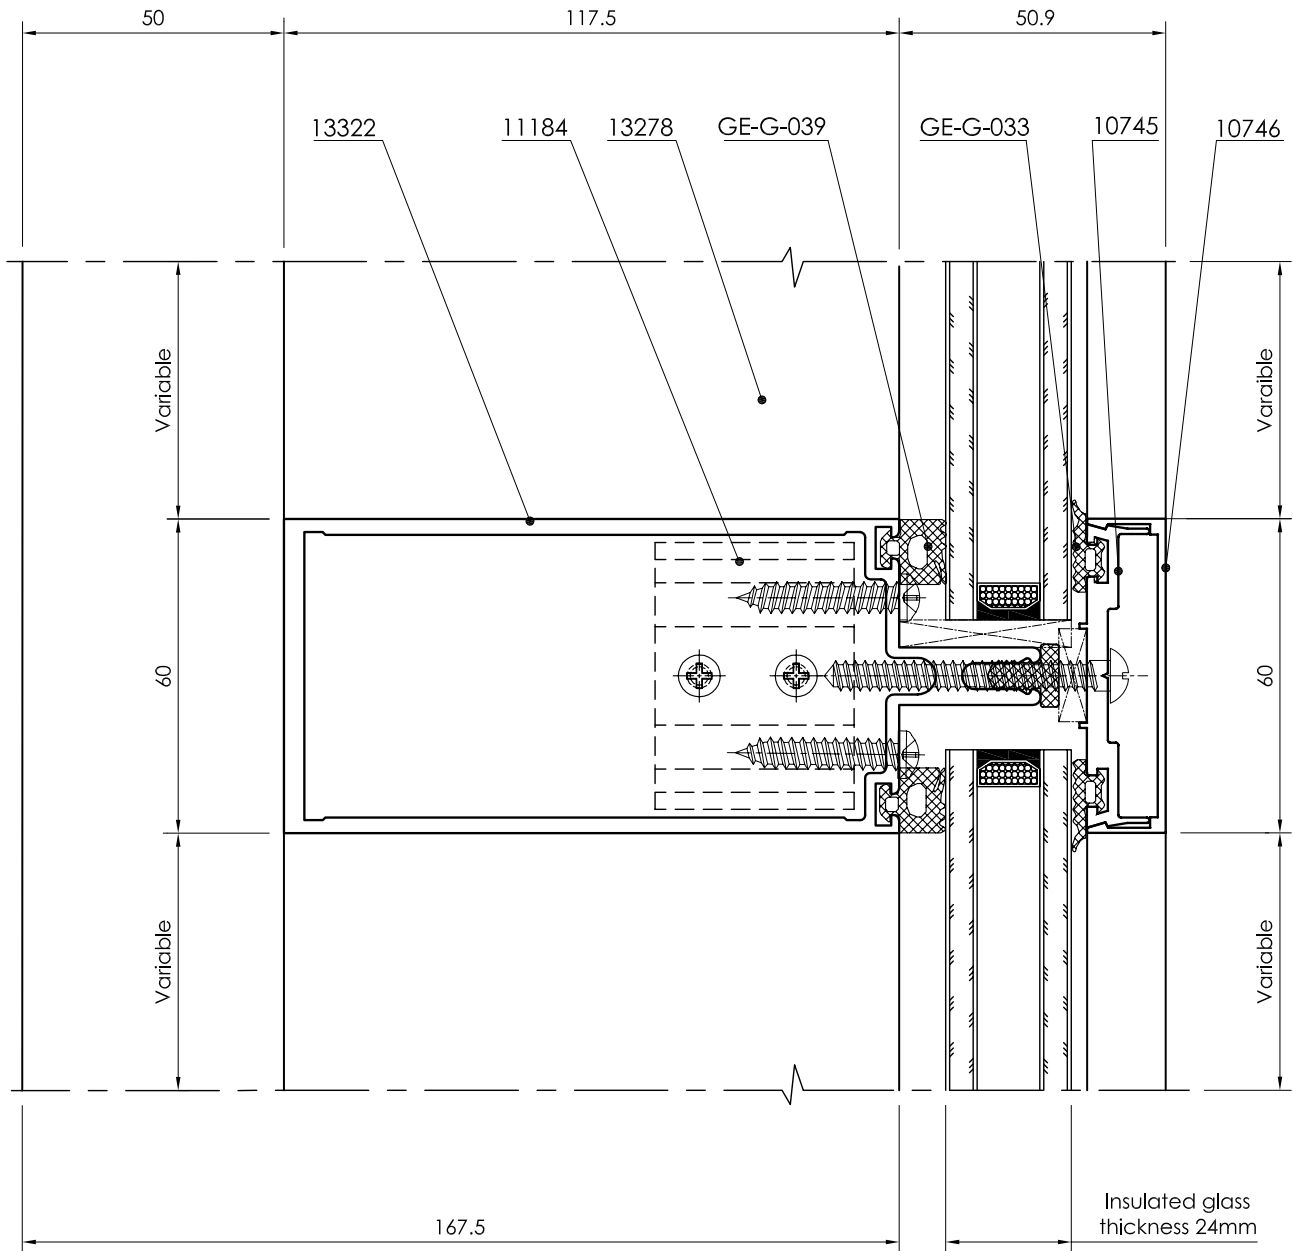 50
117.5
50.9
13322
11184
13278
GE-G-039
GE-G-033
10745
10746
Variable
Varaible
60
60
Variable
Variable
167.5
Insulated glass
thickness 24mm